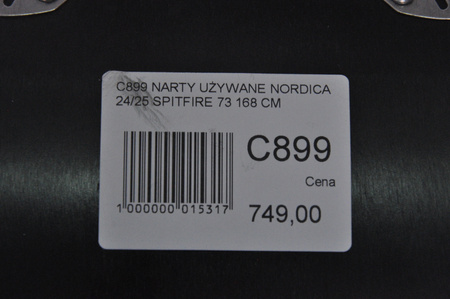 C899 NARTY UŻYWANE NORDICA
24/25 SPITFIRE 73 168 CM
C899
Cena
1 000000 015317
749,00